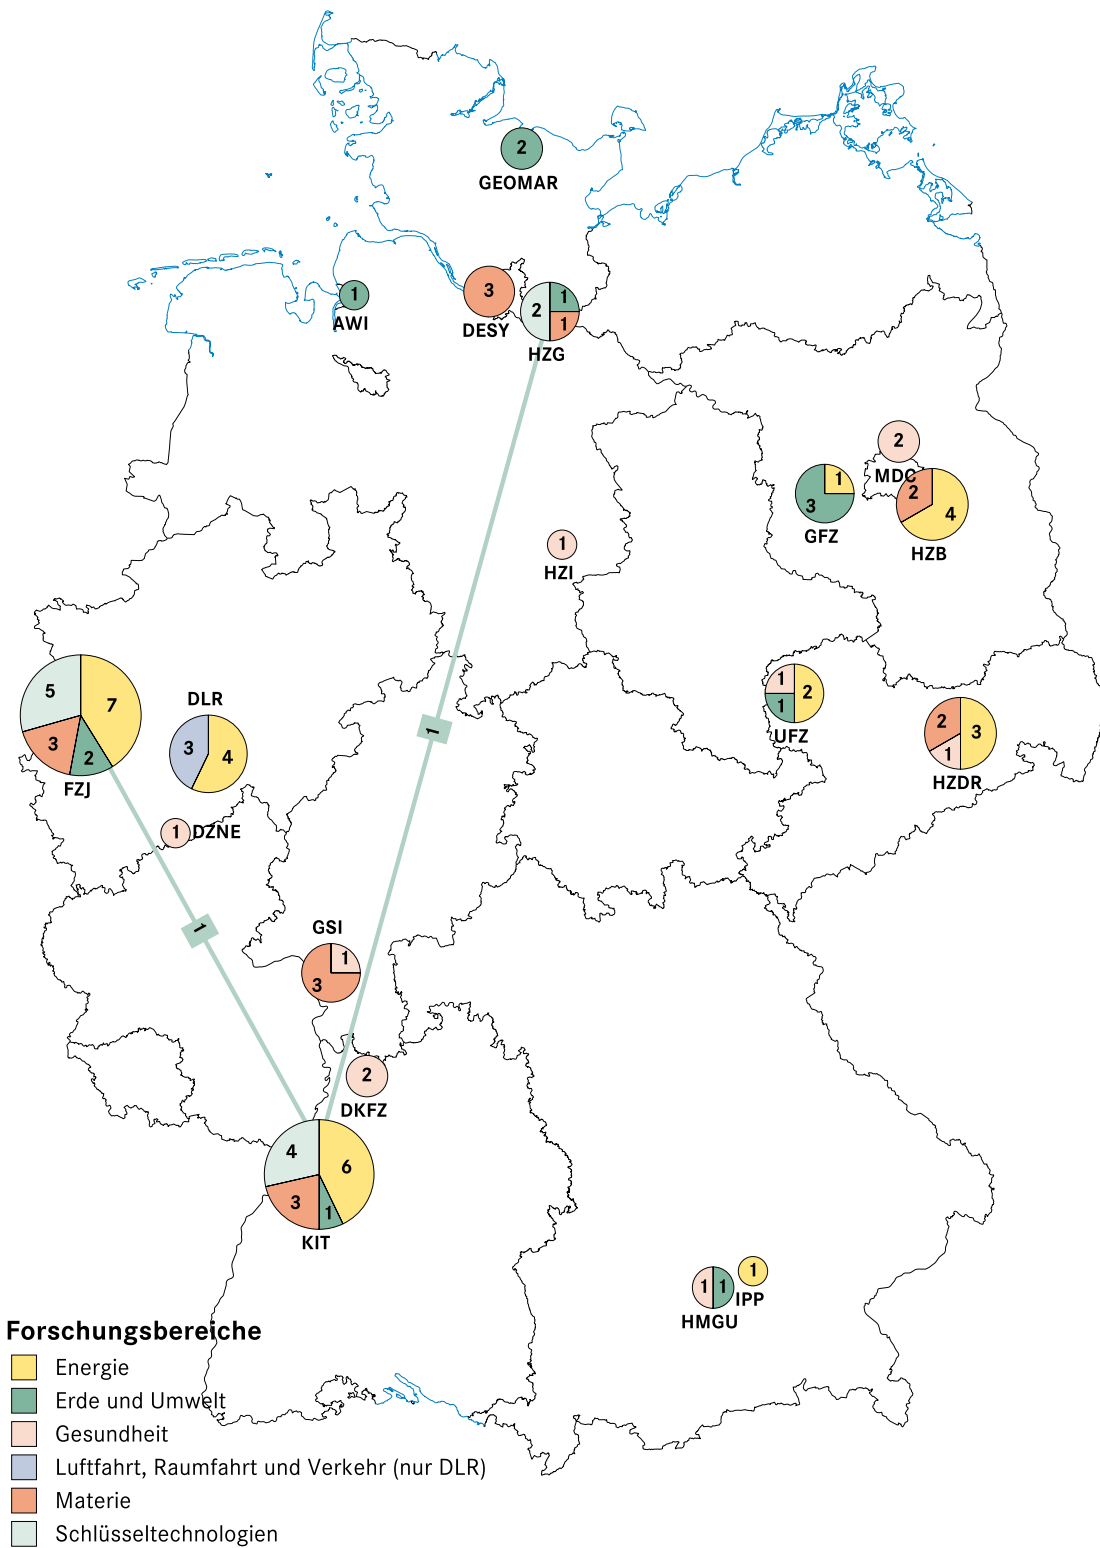 2
GEOMAR
1
AWI
3
DESY
2
1
1
HZG
2
MDC
1
3
GFZ
2
4
HZB
1
HZI
5
7
3
2
FZJ
DLR
3
4
1
2
1
UFZ
2
3
1
HZDR
1
1 DZNE
1
GSI
1
3
2
DKFZ
4
6
3
1
KIT
1 1
HMGU
1
IPP
Forschungsbereiche
Energie
Erde und Umwelt
Gesundheit
Luftfahrt, Raumfahrt und Verkehr (nur DLR)
Materie
Schlüsseltechnologien